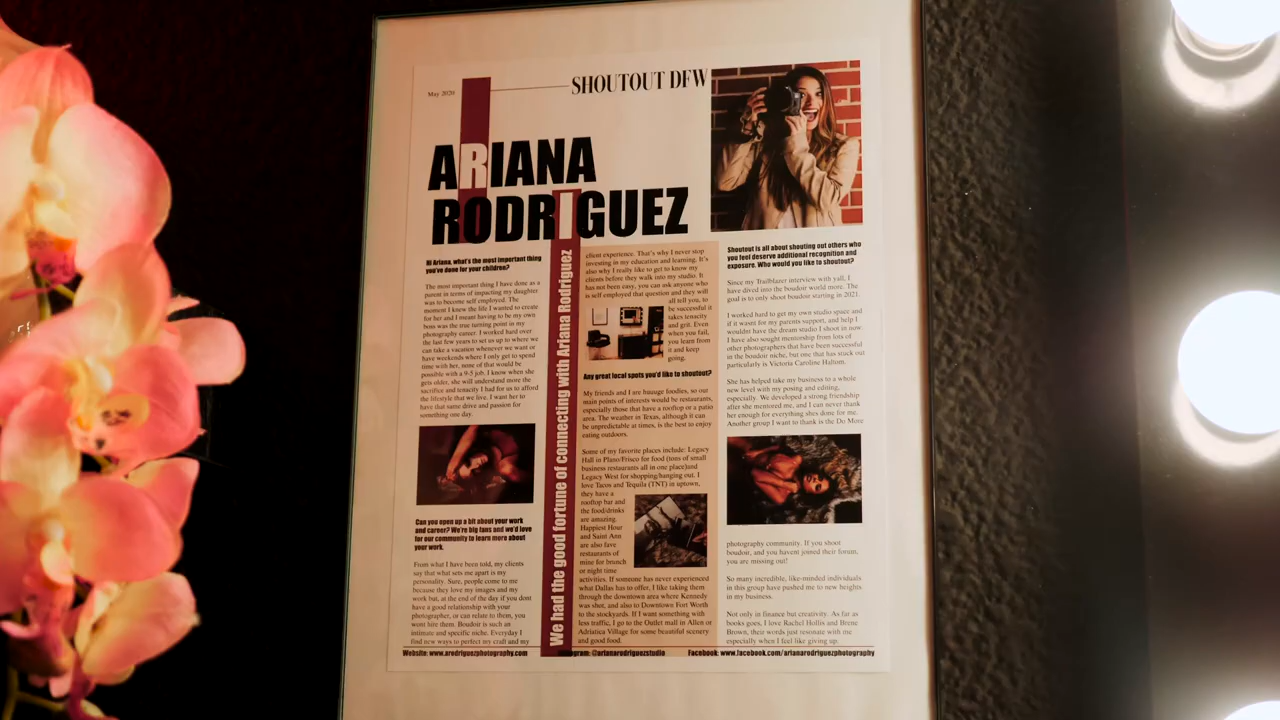 May 2020
SHOUTOUT DFW
ARIANA
RODRIGUEZ
Hi Ariana, what's the most important thing
you've done for your children?
The most important thing I have done as a
parent in terms of impacting my daughter
was to become self employed. The
moment I knew the life I wanted to create
for her and I meant having to be my own
boss was the true turning point in my
photography career. I worked hard over
the last few years to set us up to where we
can take a vacation whenever we want or
have weekends where I only get to spend
time with her, none of that would be
possible with a 9-5 job. I know when she
gets older, she will understand more the
sacrifice and tenacity I had for us to afford
the lifestyle that we live. I want her to
have that same drive and passion for
something one day.
Can you open up a bit about your work
and career? We're big fans and we'd love
for our community to learn more about
your work.
From what I have been told, my clients
say that what sets me apart is my
personality. Sure, people come to me
because they love my images and my
work but, at the end of the day if you dont
have a good relationship with your
photographer, or can relate to them, you
wont hire them. Boudoir is such an
intimate and specific niche. Everyday I
find new ways to perfect my craft and my
We had the good fortune of connecting with Ariana Rodriguez
client experience. That's why I never stop
investing in my education and learning. It's
also why I really like to get to know my
clients before they walk into my studio. It
has not been easy, you can ask anyone who
is self employed that question and they will
all tell you, to
be successful it
takes tenacity
and grit. Even
when you fail,
you learn from
it and keep
going.
Any great local spots you'd like to shoutout?
My friends and I are huuuge foodies, so our
main points of interest would be restaurants,
especially those that have a rooftop or a patio
area. The weather in Texas, although it can
be unpredictable at times, is the best to enjoy
eating outdoors.
Some of my favorite places include: Legacy
Hall in Plano/Frisco for food (tons of small
business restaurants all in one place)and
Legacy West for shopping/hanging out. I
love Tacos and Tequila (TNT) in uptown,
they have a
rooftop bar and
the food/drinks
are amazing.
Happiest Hour
and Saint Ann
are also fave
restaurants of
mine for brunch
or night time
activities. If someone has never experienced
what Dallas has to offer, I like taking them
through the downtown area where Kennedy
was shot, and also to Downtown Fort Worth
to the stockyards. If I want something with
less traffic, I go to the Outlet mall in Allen or
Adriatica Village for some beautiful scenery
and good food.
Shoutout is all about shouting out others who
you feel deserve additional recognition and
exposure. Who would you like to shoutout?
Since my Trailblazer interview with yall, I
have dived into the boudoir world more. The
goal is to only shoot boudoir starting in 2021.
I worked hard to get my own studio space and
if it wasnt for my parents support, and help I
wouldnt have the dream studio I shoot in now.
I have also sought mentorship from lots of
other photographers that have been successful
in the boudoir niche, but one that has stuck out
particularly is Victoria Caroline Haltom.
She has helped take my business to a whole
new level with my posing and editing,
especially. We developed a strong friendship
after she mentored me, and I can never thank
her enough for everything shes done for me.
Another group I want to thank is the Do More
photography community. If you shoot
boudoir, and you havent joined their forum,
you are missing out!
So many incredible, like-minded individuals
in this group have pushed me to new heights
in my business.
Not only in finance but creativity. As far as
books goes, I love Rachel Hollis and Brene
Brown, their words just resonate with me
especially when I feel like giving up.
Website: www.arodriguezphotography.com
Instagram: @arianarodriguezstudio
Facebook: www.facebook.com/arianarodriguezphotography